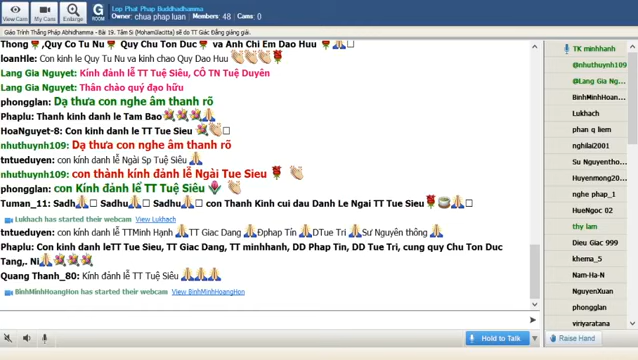 Lep Phat Phap Buddhadhamma
Owner: chua phap luan / Members: 48 Cams: 0
View Cam
My Cam
Enlarge
G
ROOM
Giáo Trình Thắng Pháp Abhidhamma - Bài 19. Tâm Si (MohamŪlacitta) sẽ do TT Giác Đẳng giảng giải.
Thong ,Quy Co Tu Nu Quy Chu Ton Duc va Anh Chi Em Dao Huu
loanHle: Con kinh le Quy Tu Nu va kinh chao Quy Dao Huu
Lang Gia Nguyet: Kính đảnh lễ TT Tuệ Siêu, CÔ TN Tuệ Duyên
Lang Gia Nguyet: Thân chào quý đạo hữu
phongglan: Dạ thưa con nghe âm thanh rõ
Phaplu: Thanh kinh danh le Tam Bao
HoaNguyet-8: Con kinh danh le TT Tue Sieu
nhuthuynh109: Dạ thưa con nghe âm thanh rõ
tntueduyen: con kính danh lễ Ngài Sp Tuệ Siêu
nhuthuynh109: con thành kính đảnh lễ Ngài Tue Sieu
phongglan: con Kính đảnh lể TT Tuệ Siêu
Tuman_11: Sadh Sadhu Sadhu con Thanh Kinh cui dau Danh Le Ngai TT Tue Sieu
Lukhach has started their webcam View Lukhach
tntueduyen: con kính danh lễ TTMinh Hạnh TT Giac Dang Đphap Tín DTue Tri Sư Nguyên thông
Phaplu: Con kinh danh leTT Tue Sieu, TT Giac Dang, TT minhhanh, DD Phap Tin, DD Tue Tri, cung quy Chu Ton Duc
Tang,. Ni
Quang Thanh_80: Kính đảnh lễ TT Tuệ Siêu
BinhMinhHoangHon has started their webcam View BinhMinhHoangHon
TK minhhanh
@nhuthuynh109
@Lang Gia Ng...
BinhMinhHoan...
Lukhach
phan q liem
nghilai2001
Su Nguyentho...
Huyenmong20...
nghe phap_1
HueNgoc 02
thy lam
Dieu Giac 999
khema_5
Nam-Ha-N
NguyenXuan
phongglan
viriyaratana
Hold to Talk
Raise Hand